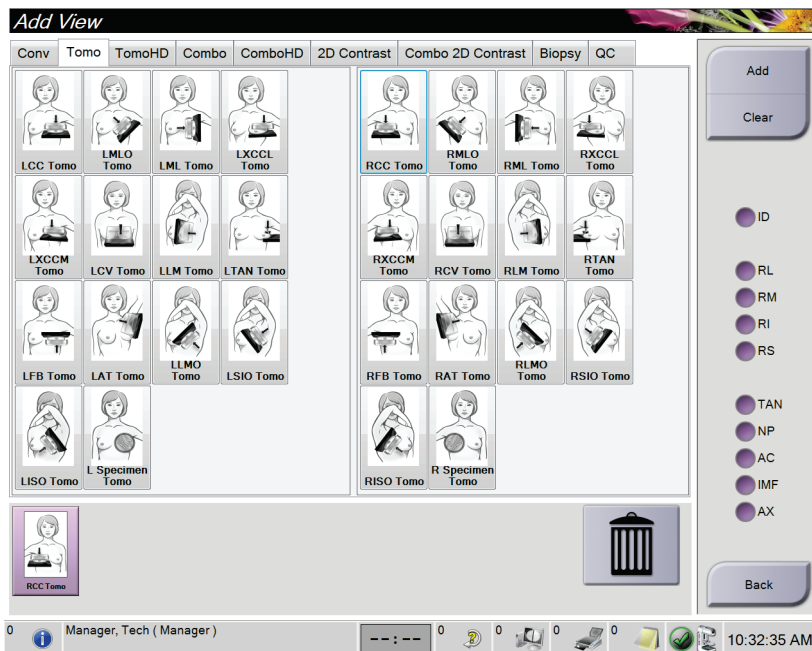 Add View
Conv Tomo TomoHD Combo ComboHD 2D Contrast Combo 2D Contrast Biopsy QC
LCC Tomo
LMLO
Tomo
LML Tomo
LXCCL
Tomo
RCC Tomo
RMLO
Tomo
RML Tomo
RXCCL
Tomo
LXCCM
Tomo
LCV Tomo
LLM Tomo
LTAN Tomo
RXCCM
Tomo
RCV Tomo
RLM Tomo
RTAN
Tomo
LFB Tomo
LAT Tomo
LLMO
Tomo
LSIO Tomo
RFB Tomo
RAT Tomo
RLMO
Tomo
RSIO Tomo
LISO Tomo
L Specimen
Tomo
RISO Tomo
R Specimen
Tomo
RCC Tomo
Add
Clear
ID
RL
RM
RI
RS
TAN
NP
AC
IMF
AX
Back
0 Manager, Tech ( Manager ) --:-- 0 0 0 0 10:32:35 AM